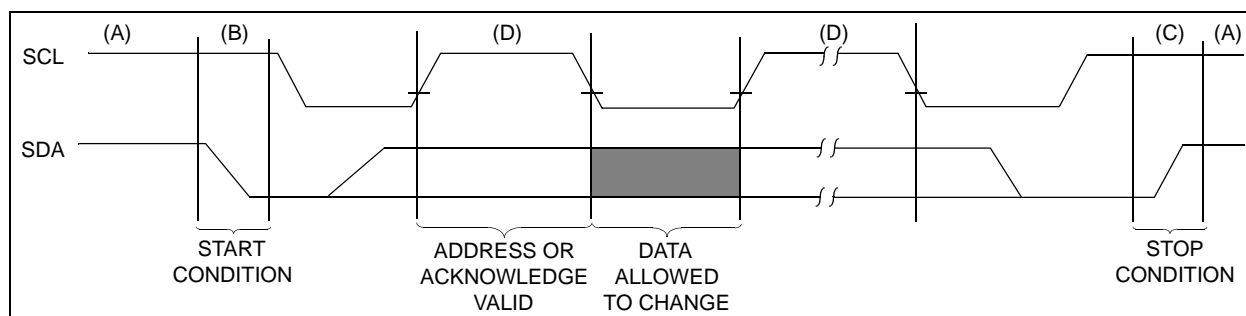 (A) (B) (D) (D) (C) (A)
SCL
SDA
START
CONDITION
ADDRESS OR
ACKNOWLEDGE
VALID
DATA
ALLOWED
TO CHANGE
STOP
CONDITION